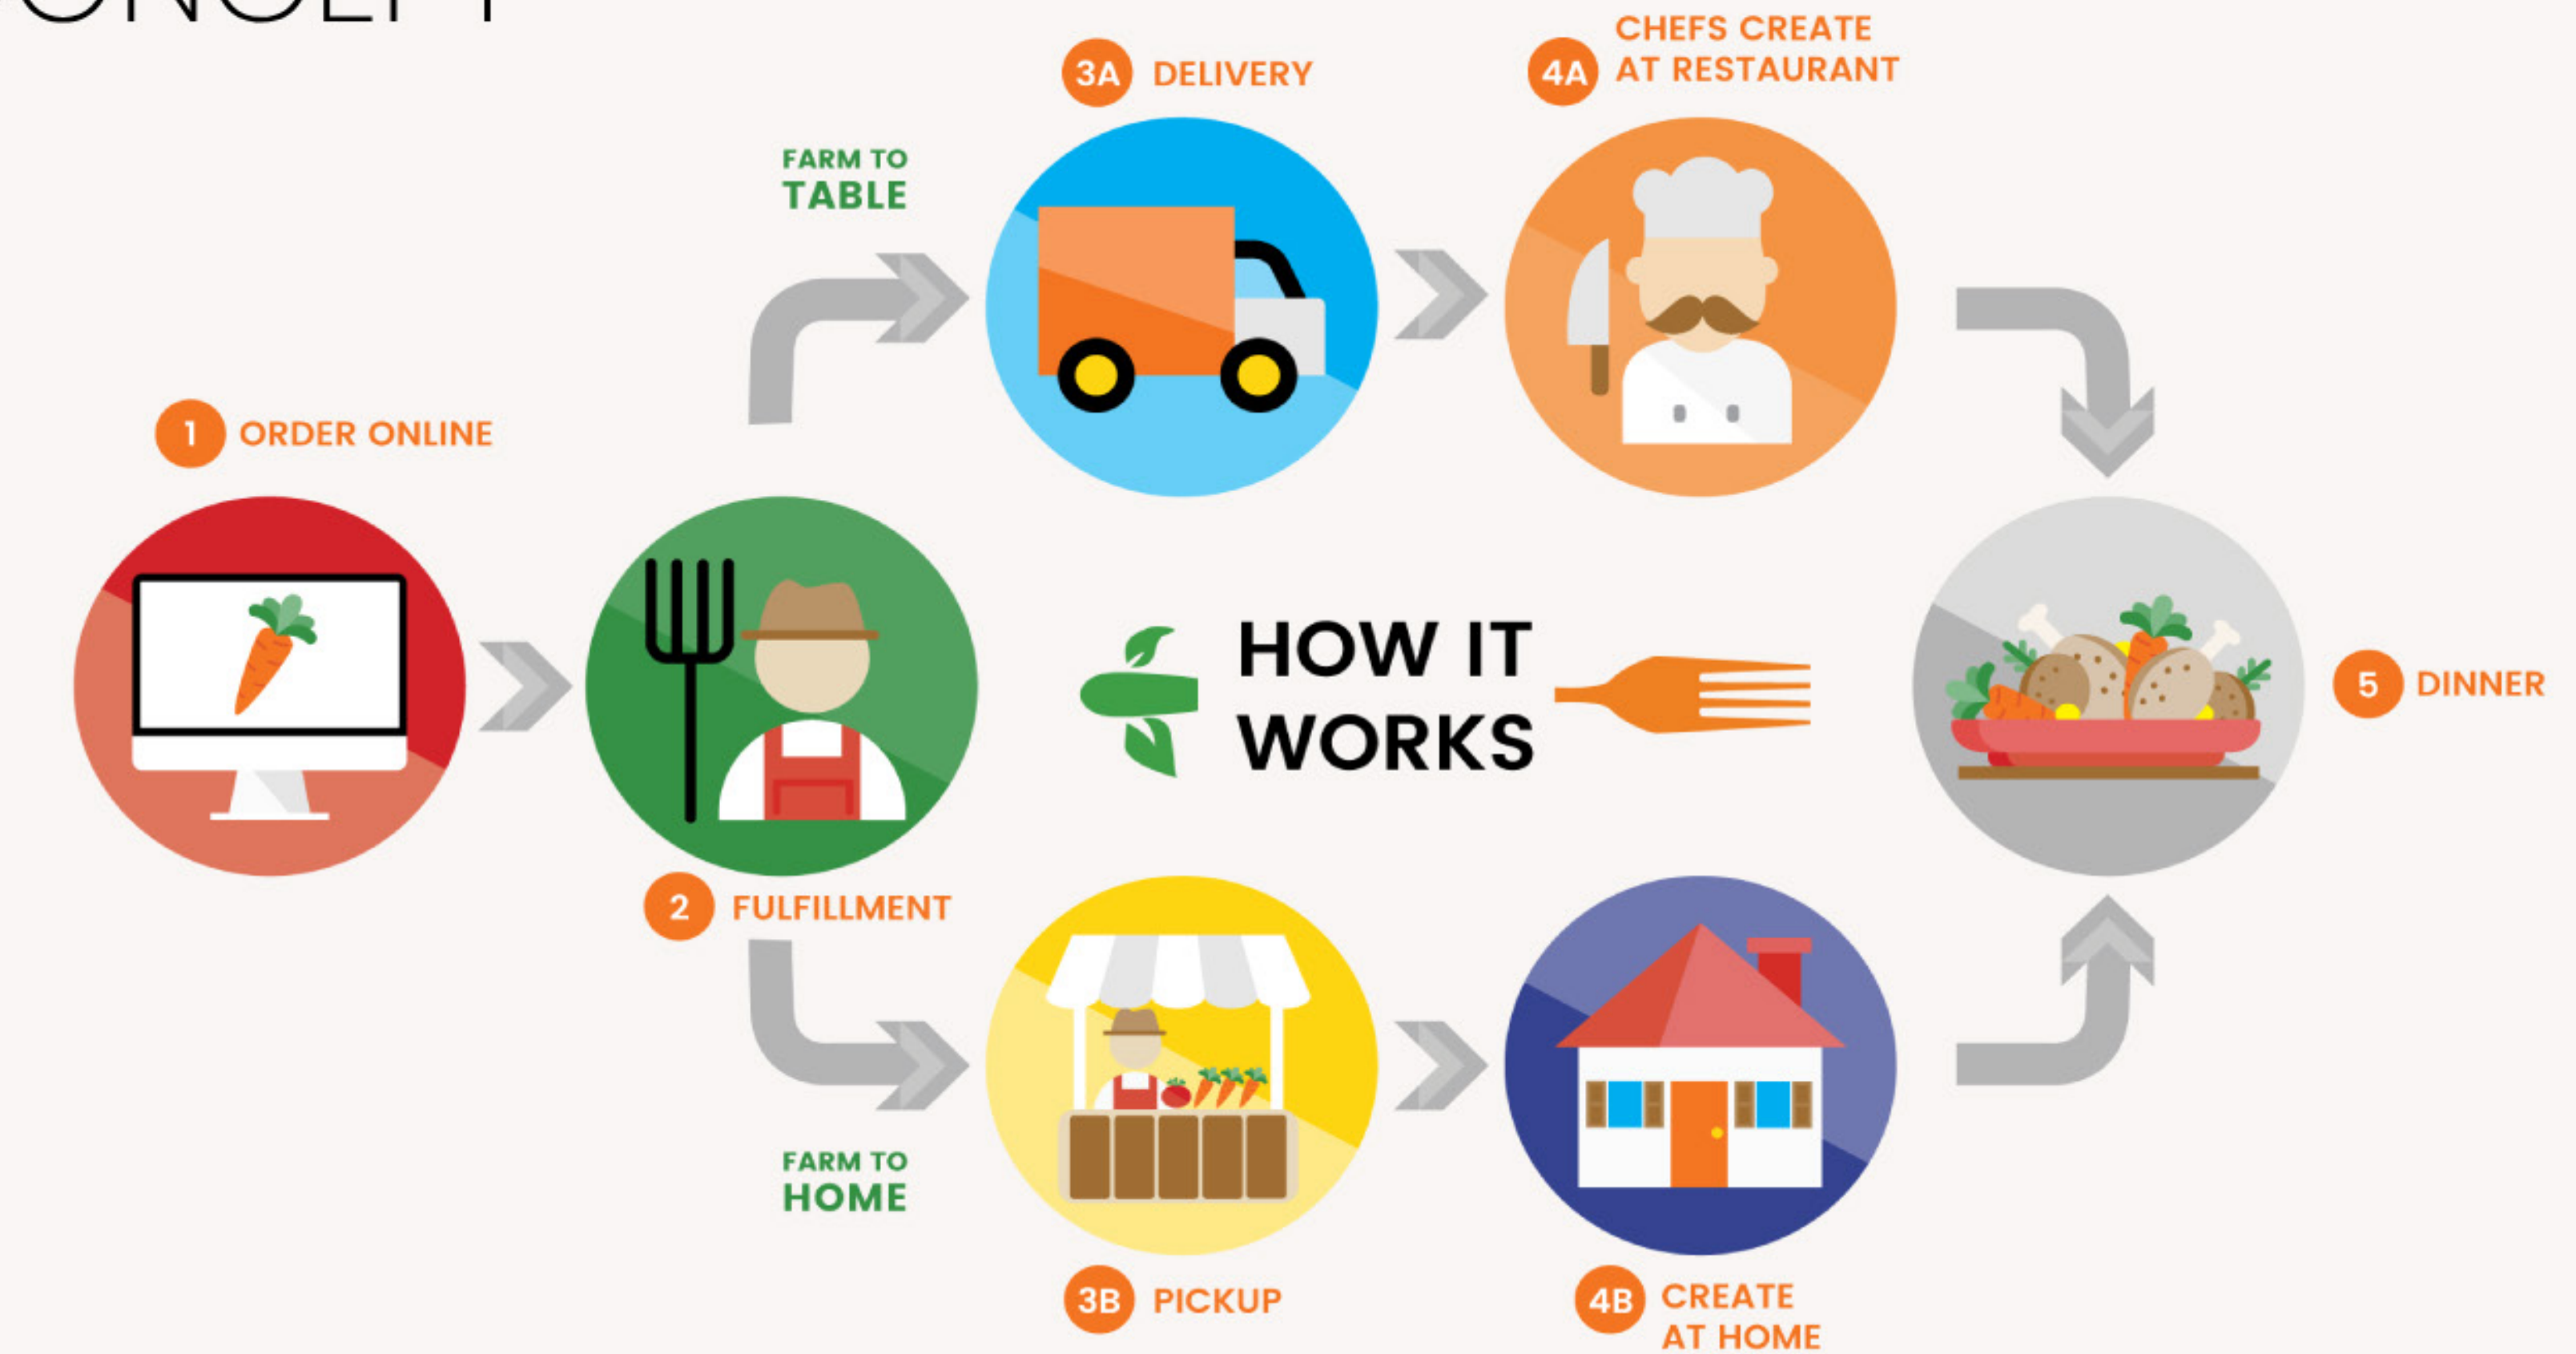 3A DELIVERY
4A CHEFS CREATE
AT RESTAURANT
FARM TO
TABLE
1 ORDER ONLINE
HOW IT
WORKS
5 DINNER
2 FULFILLMENT
FARM TO
HOME
3B PICKUP
4B CREATE
AT HOME